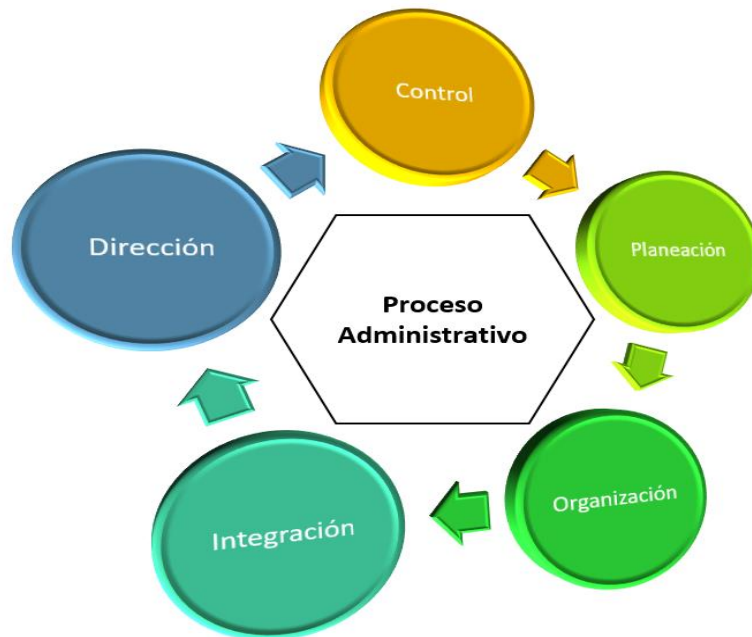 Control
Planeación
Dirección
Proceso
Administrativo
Organización
Integración